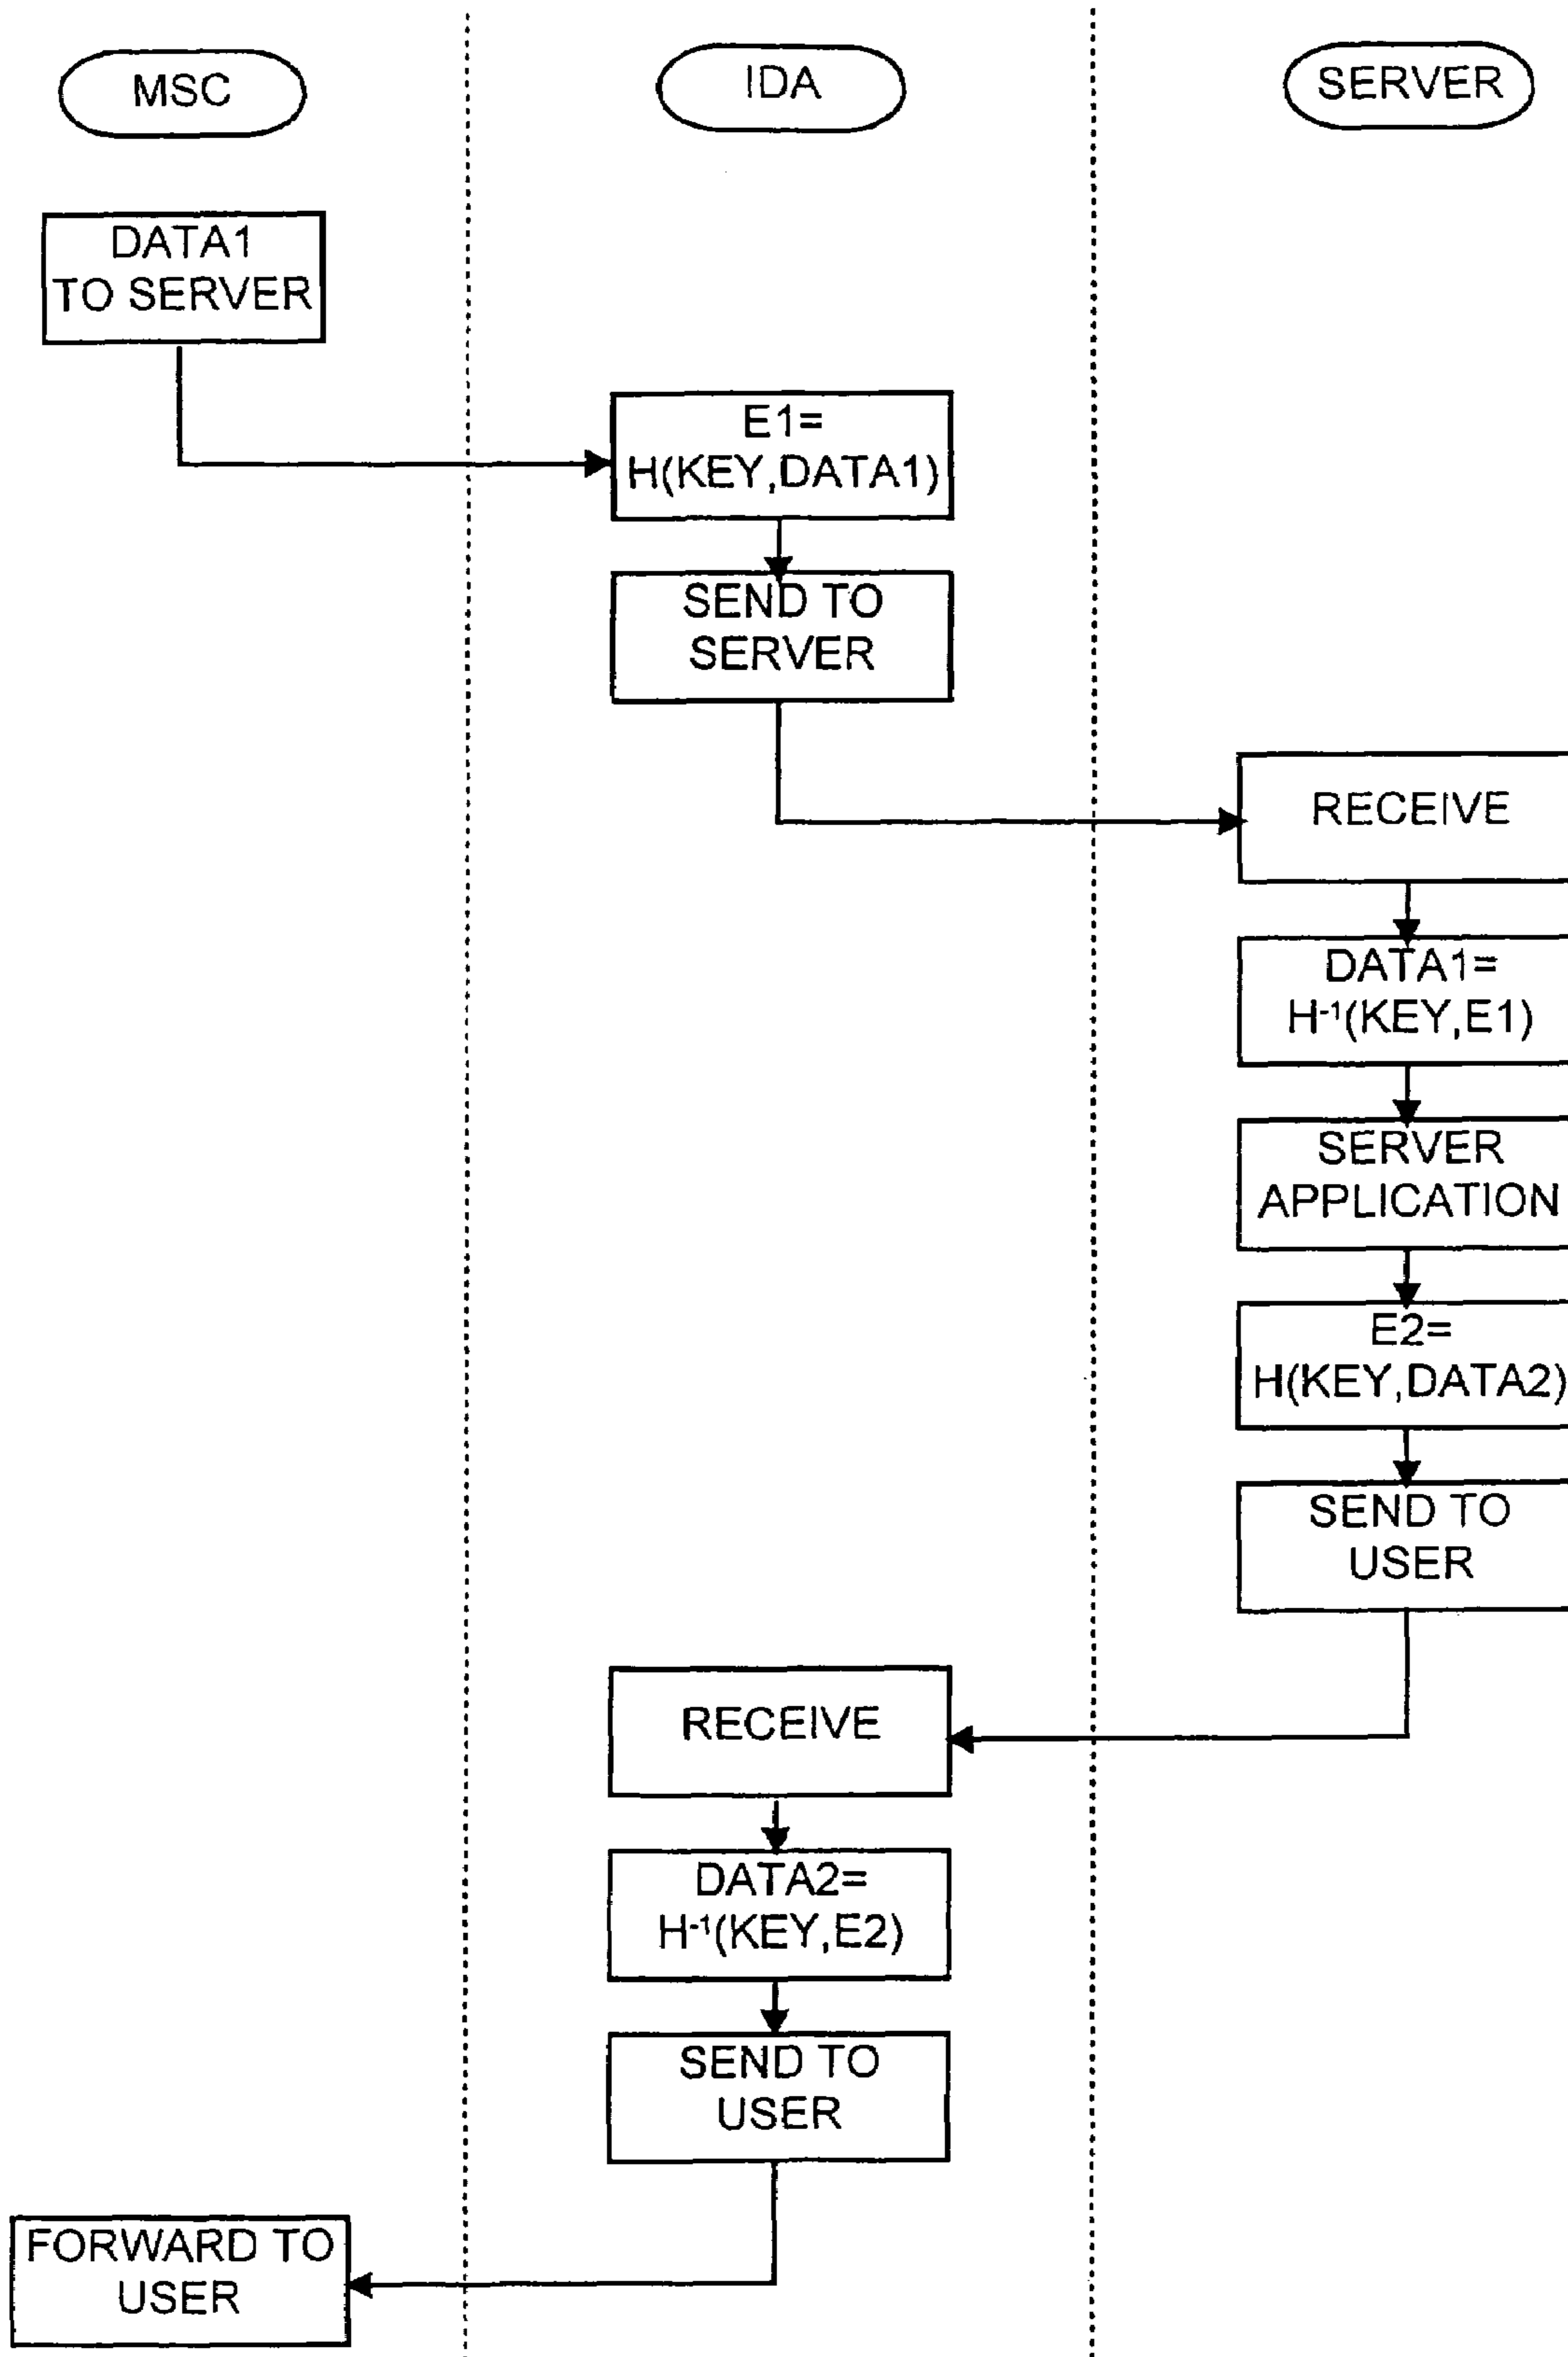 MSC
IDA
SERVER
DATA1
TO SERVER
E1=
H(KEY,DATA1)
SEND TO
SERVER
RECEIVE
DATA1=
H⁻¹(KEY,E1)
SERVER
APPLICATION
E2=
H(KEY,DATA2)
SEND TO
USER
RECEIVE
DATA2=
H⁻¹(KEY,E2)
SEND TO
USER
FORWARD TO
USER